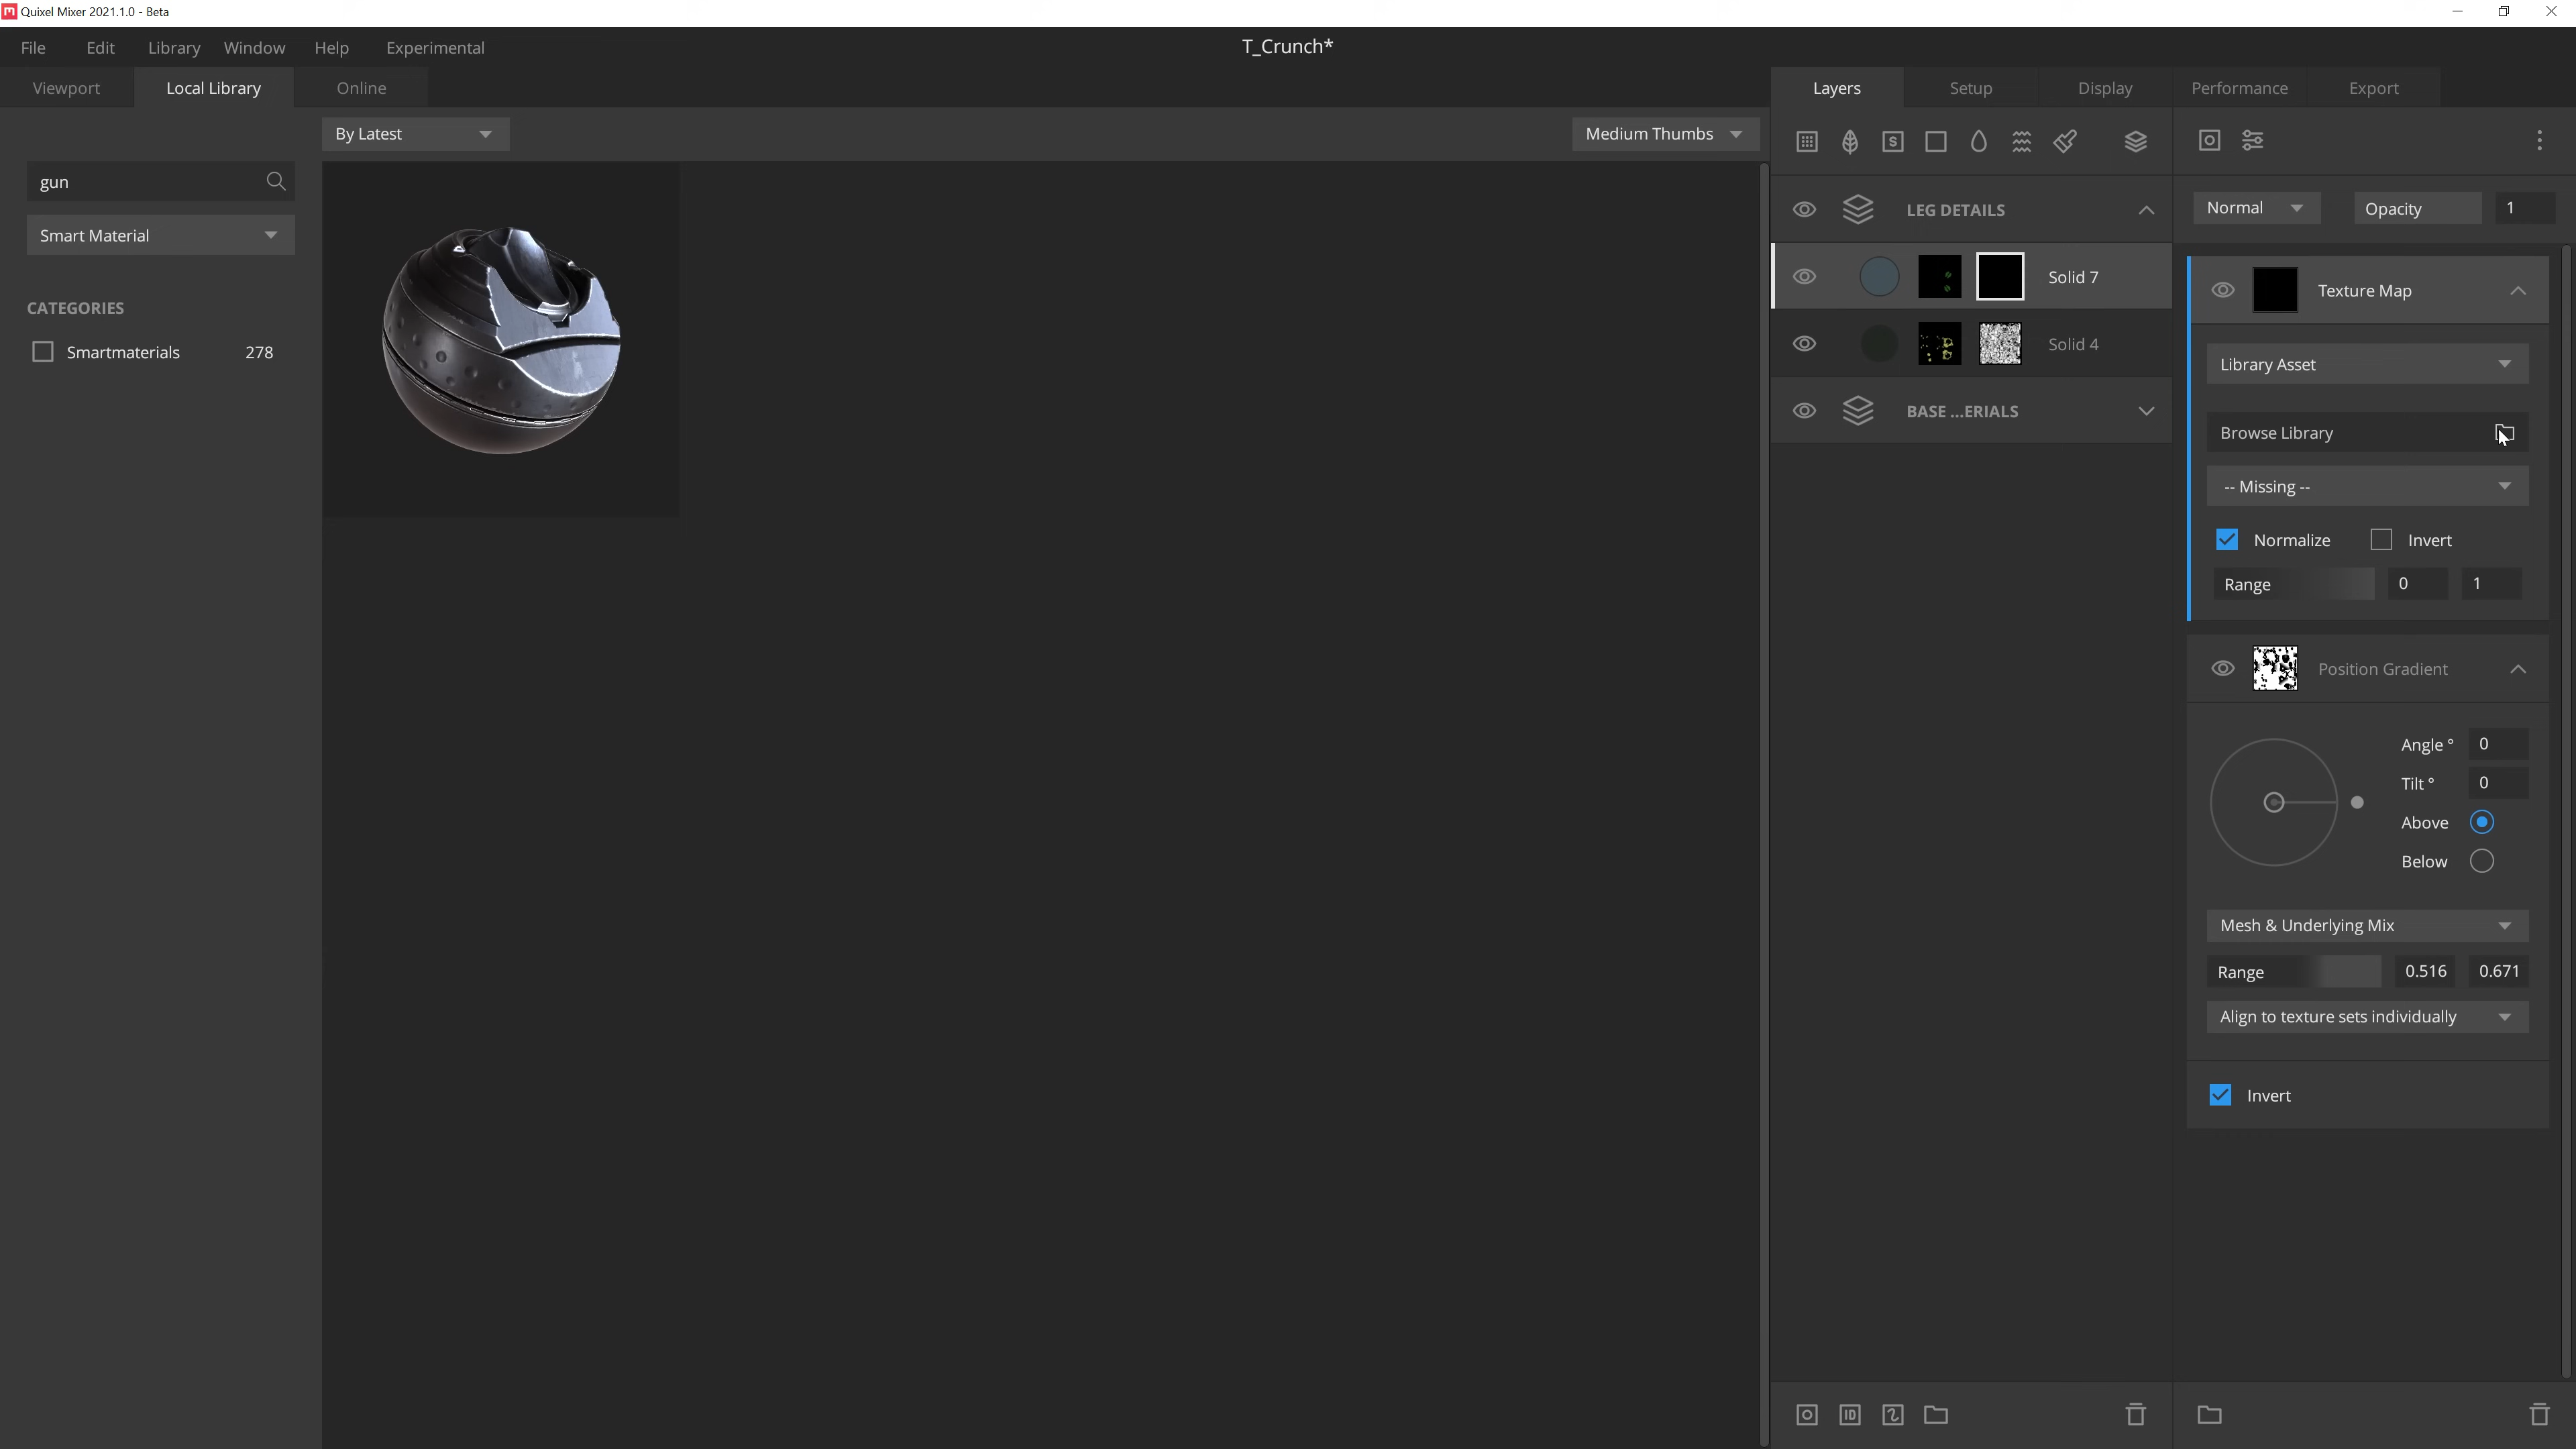 Quixel Mixer 2021.1.0 - Beta
File Edit Library Window Help Experimental
T_Crunch*
Viewport Local Library Online
By Latest
Medium Thumbs
gun
Smart Material
CATEGORIES
Smartmaterials 278
Layers Setup Display Performance Export
LEG DETAILS
Solid 7
Solid 4
BASE ...ERIALS
Normal Opacity 1
Texture Map
Library Asset
Browse Library
-- Missing --
Normalize Invert
Range 0 1
Position Gradient
Angle ° 0
Tilt ° 0
Above
Below
Mesh & Underlying Mix
Range 0.516 0.671
Align to texture sets individually
Invert